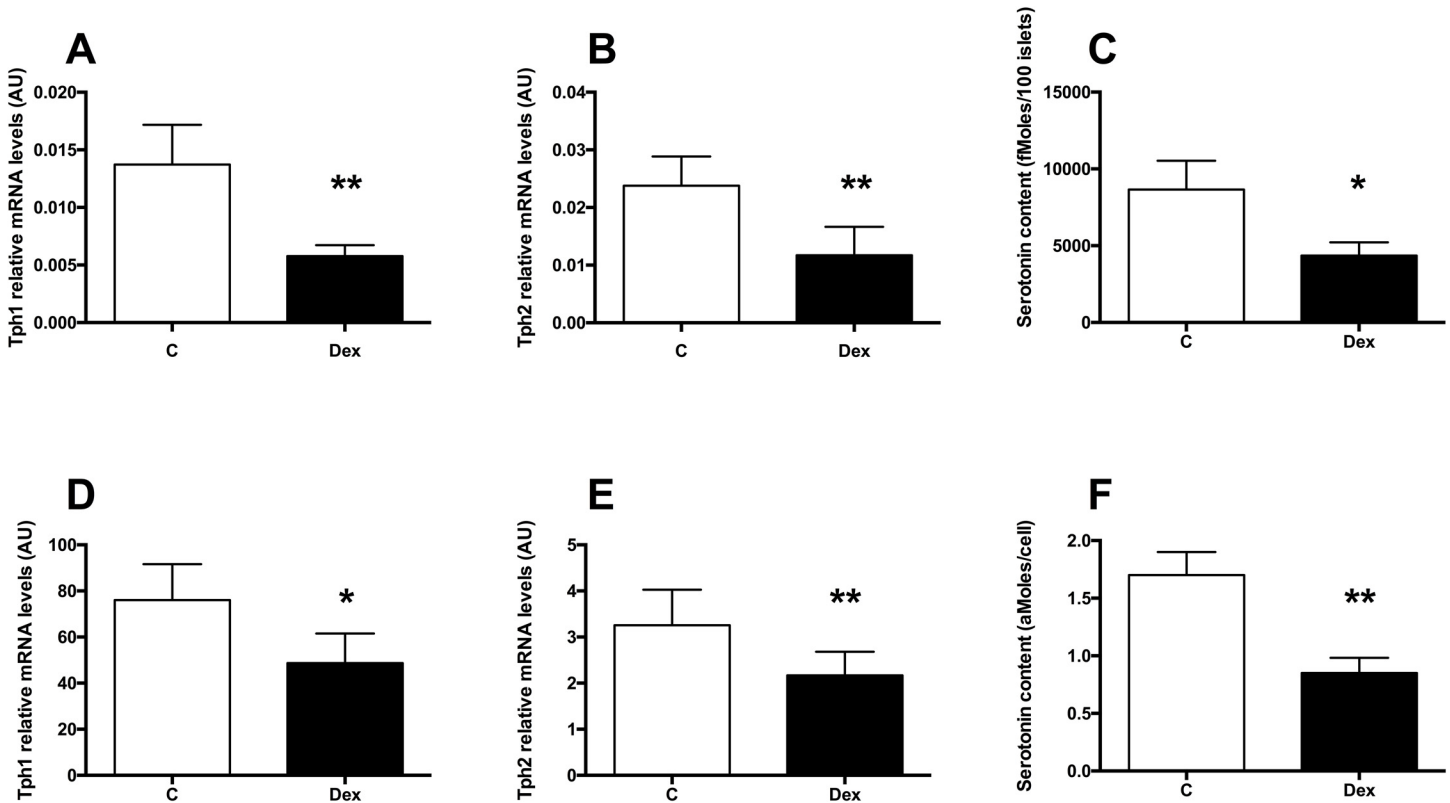 A
Tph1 relative mRNA levels (AU)
0.020
0.015
0.010
0.005
0.000
**
C
Dex
B
Tph2 relative mRNA levels (AU)
0.04
0.03
0.02
0.01
0.00
**
C
Dex
C
Serotonin content (fMoles/100 islets)
15000
10000
5000
0
*
C
Dex
D
Tph1 relative mRNA levels (AU)
100
80
60
40
20
0
*
C
Dex
E
Tph2 relative mRNA levels (AU)
5
4
3
2
1
0
**
C
Dex
F
Serotonin content (aMoles/cell)
2.0
1.5
1.0
0.5
0.0
**
C
Dex